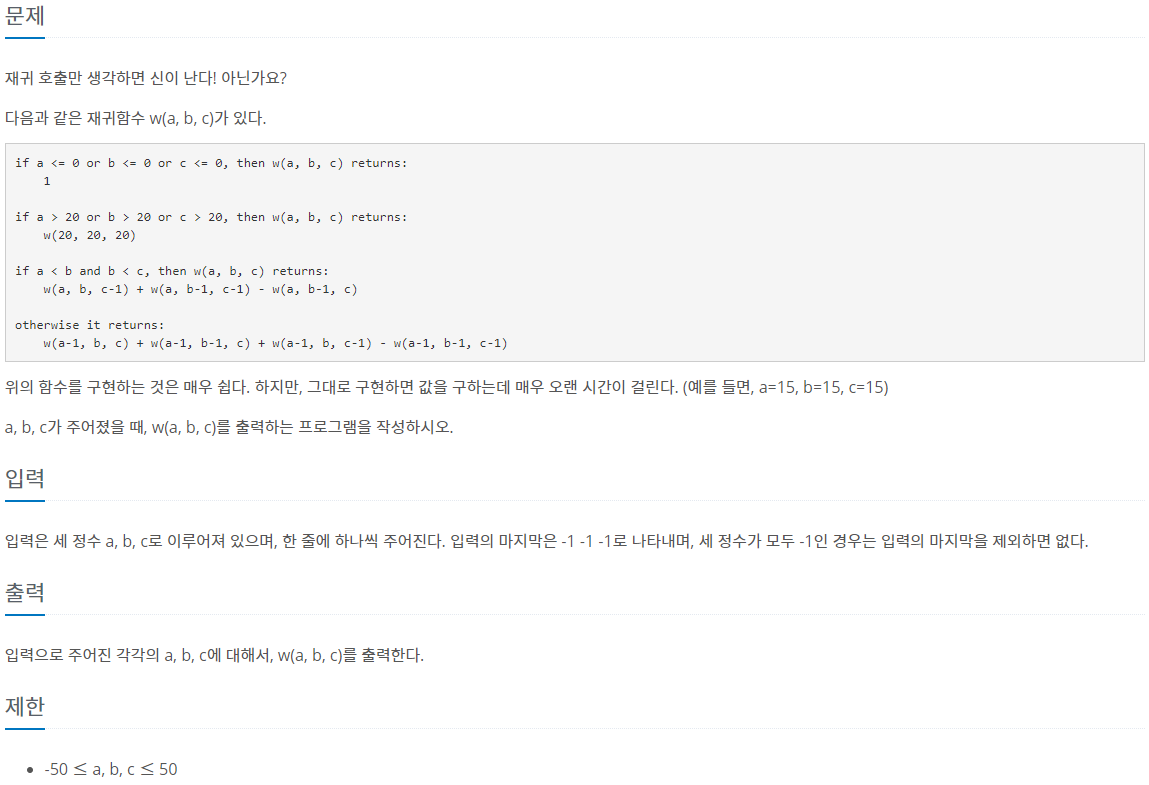 문제
재귀 호출만 생각하면 신이 난다! 아닌가요?
다음과 같은 재귀함수 w(a, b, c)가 있다.
if a <= 0 or b <= 0 or c <= 0, then w(a, b, c) returns:
    1
if a > 20 or b > 20 or c > 20, then w(a, b, c) returns:
    w(20, 20, 20)
if a < b and b < c, then w(a, b, c) returns:
    w(a, b, c-1) + w(a, b-1, c-1) - w(a, b-1, c)
otherwise it returns:
    w(a-1, b, c) + w(a-1, b-1, c) + w(a-1, b, c-1) - w(a-1, b-1, c-1)
위의 함수를 구현하는 것은 매우 쉽다. 하지만, 그대로 구현하면 값을 구하는데 매우 오랜 시간이 걸린다. (예를 들면, a=15, b=15, c=15)
a, b, c가 주어졌을 때, w(a, b, c)를 출력하는 프로그램을 작성하시오.
입력
입력은 세 정수 a, b, c로 이루어져 있으며, 한 줄에 하나씩 주어진다. 입력의 마지막은 -1 -1 -1로 나타내며, 세 정수가 모두 -1인 경우는 입력의 마지막을 제외하면 없다.
출력
입력으로 주어진 각각의 a, b, c에 대해서, w(a, b, c)를 출력한다.
제한
• -50 ≤ a, b, c ≤ 50